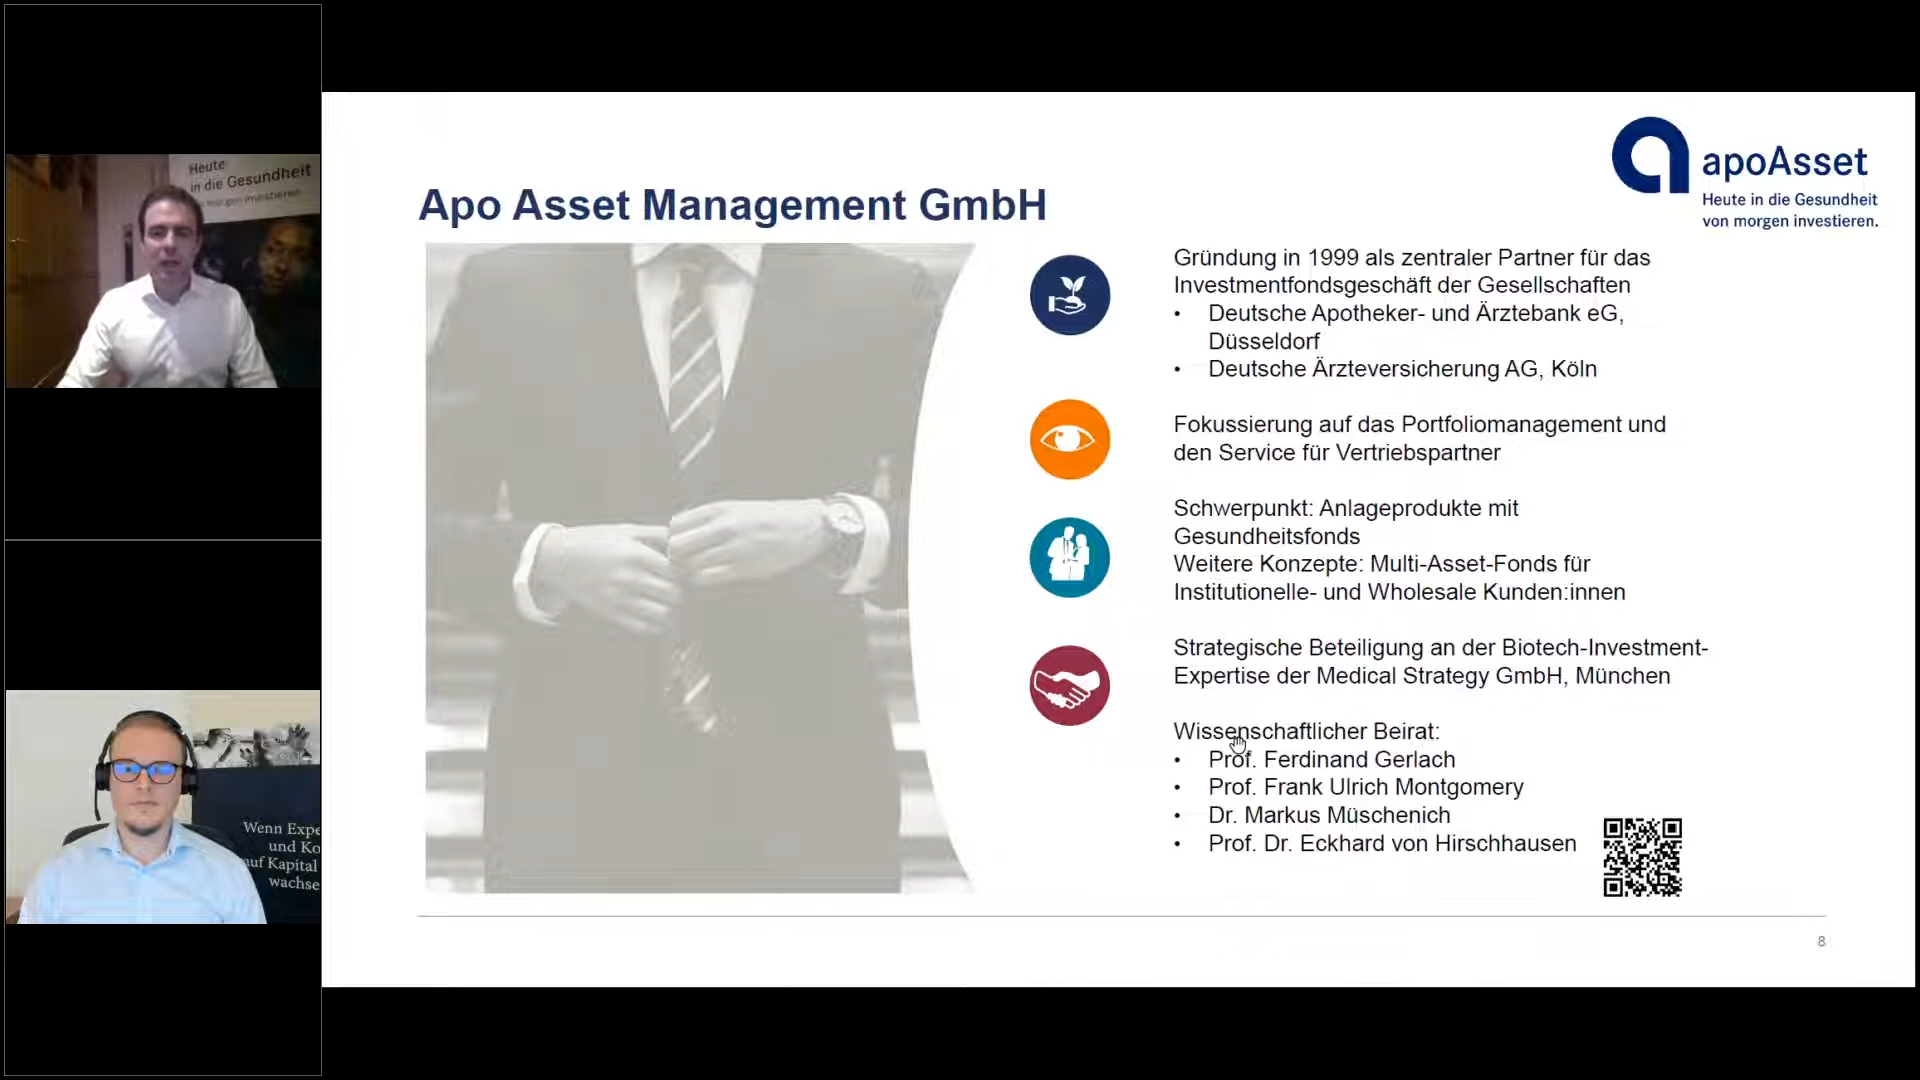 Heute
in die Gesundheit
morgen investieren.
Wenn Expe
und Ko
auf Kapital
wachse
apoAsset
Heute in die Gesundheit
von morgen investieren.
Apo Asset Management GmbH
Gründung in 1999 als zentraler Partner für das
Investmentfondsgeschäft der Gesellschaften
• Deutsche Apotheker- und Ärztebank eG,
Düsseldorf
• Deutsche Ärzteversicherung AG, Köln
Fokussierung auf das Portfoliomanagement und
den Service für Vertriebspartner
Schwerpunkt: Anlageprodukte mit
Gesundheitsfonds
Weitere Konzepte: Multi-Asset-Fonds für
Institutionelle- und Wholesale Kunden:innen
Strategische Beteiligung an der Biotech-Investment-
Expertise der Medical Strategy GmbH, München
Wissenschaftlicher Beirat:
• Prof. Ferdinand Gerlach
• Prof. Frank Ulrich Montgomery
• Dr. Markus Müschenich
• Prof. Dr. Eckhard von Hirschhausen
8